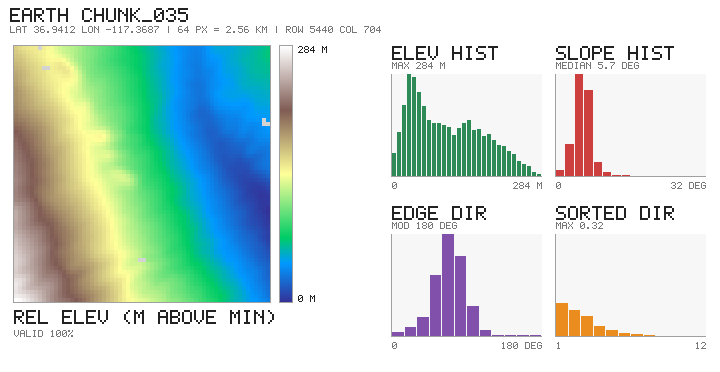 EARTH CHUNK_035
LAT 36.9412 LON -117.3687 | 64 PX = 2.56 KM | ROW 5440 COL 704
284 M
0 M
REL ELEV (M ABOVE MIN)
VALID 100%
ELEV HIST
MAX 284 M
0 284 M
SLOPE HIST
MEDIAN 5.7 DEG
0 32 DEG
EDGE DIR
MOD 180 DEG
0 180 DEG
SORTED DIR
MAX 0.32
1 12